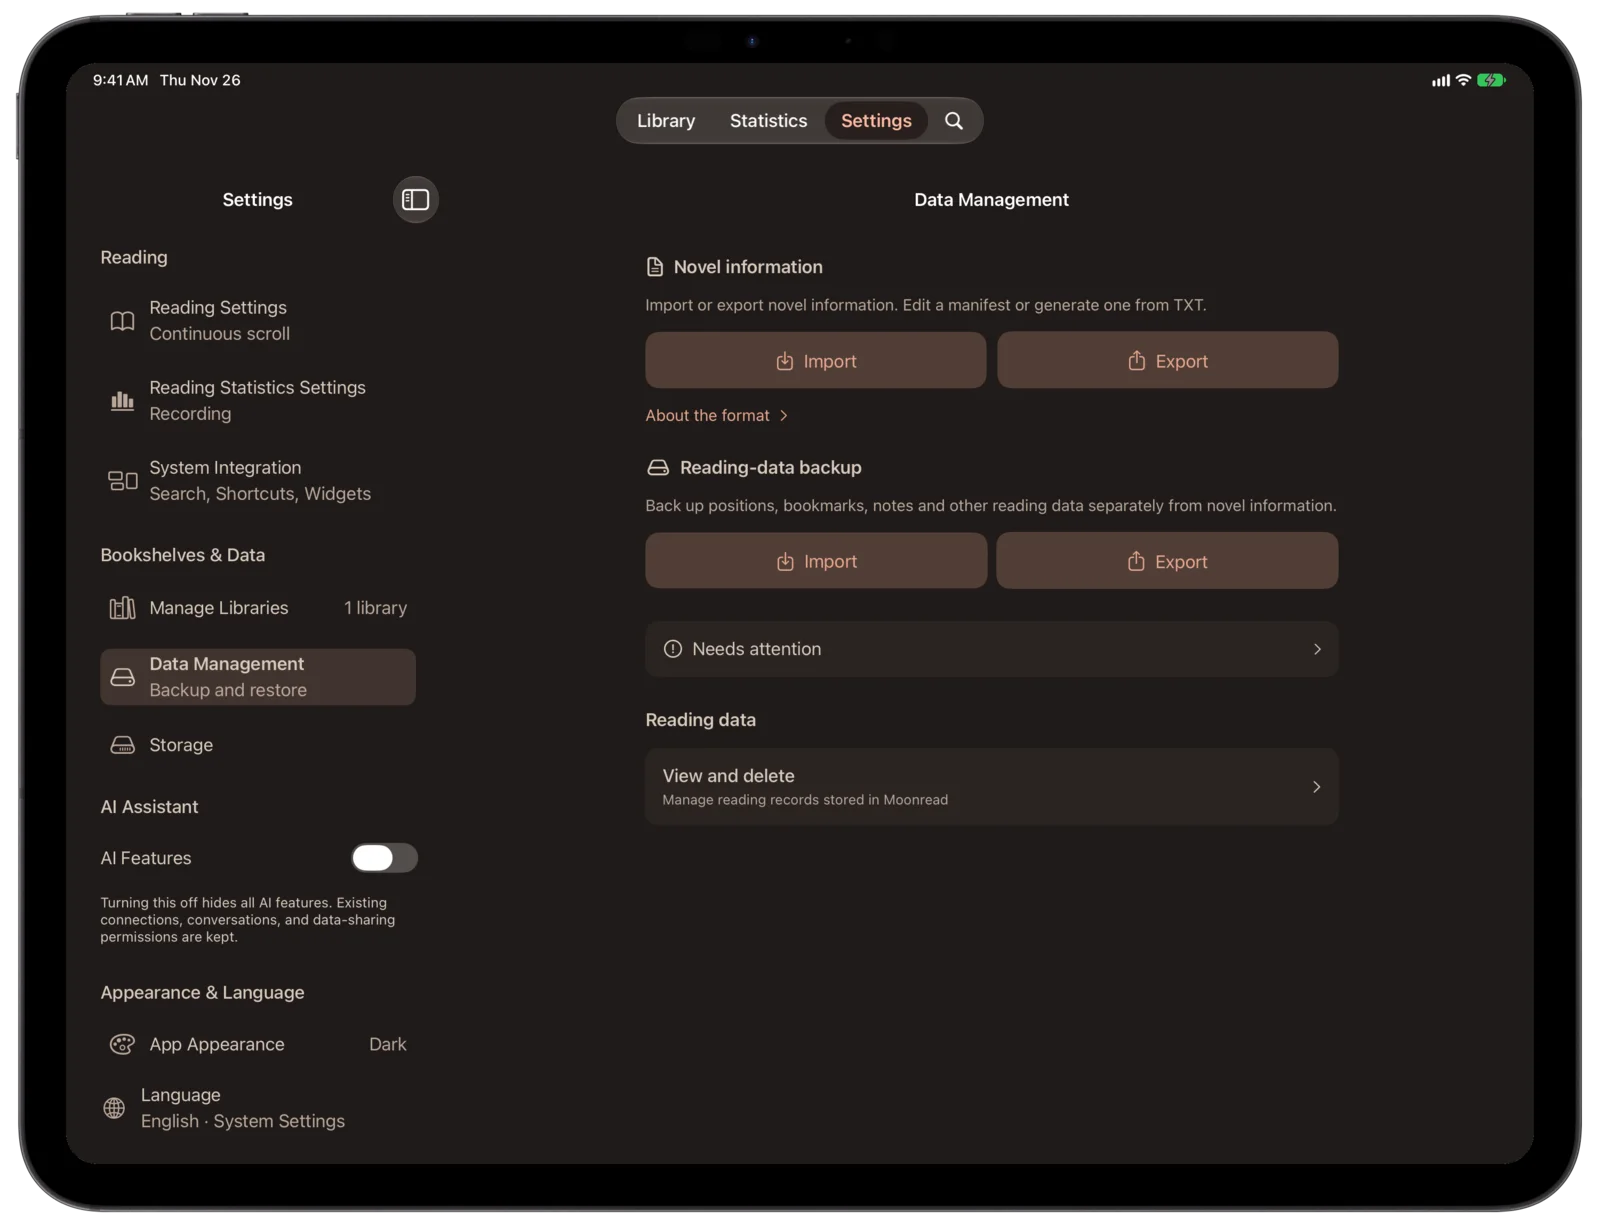 9:41 AM Thu Nov 26
Library Statistics Settings
Settings
Reading
Reading Settings
Continuous scroll
Reading Statistics Settings
Recording
System Integration
Search, Shortcuts, Widgets
Bookshelves & Data
Manage Libraries 1 library
Data Management
Backup and restore
Storage
AI Assistant
AI Features
Turning this off hides all AI features. Existing
connections, conversations, and data-sharing
permissions are kept.
Appearance & Language
App Appearance Dark
Language
English · System Settings
Data Management
Novel information
Import or export novel information. Edit a manifest or generate one from TXT.
Import Export
About the format
Reading-data backup
Back up positions, bookmarks, notes and other reading data separately from novel information.
Import Export
Needs attention
Reading data
View and delete
Manage reading records stored in Moonread